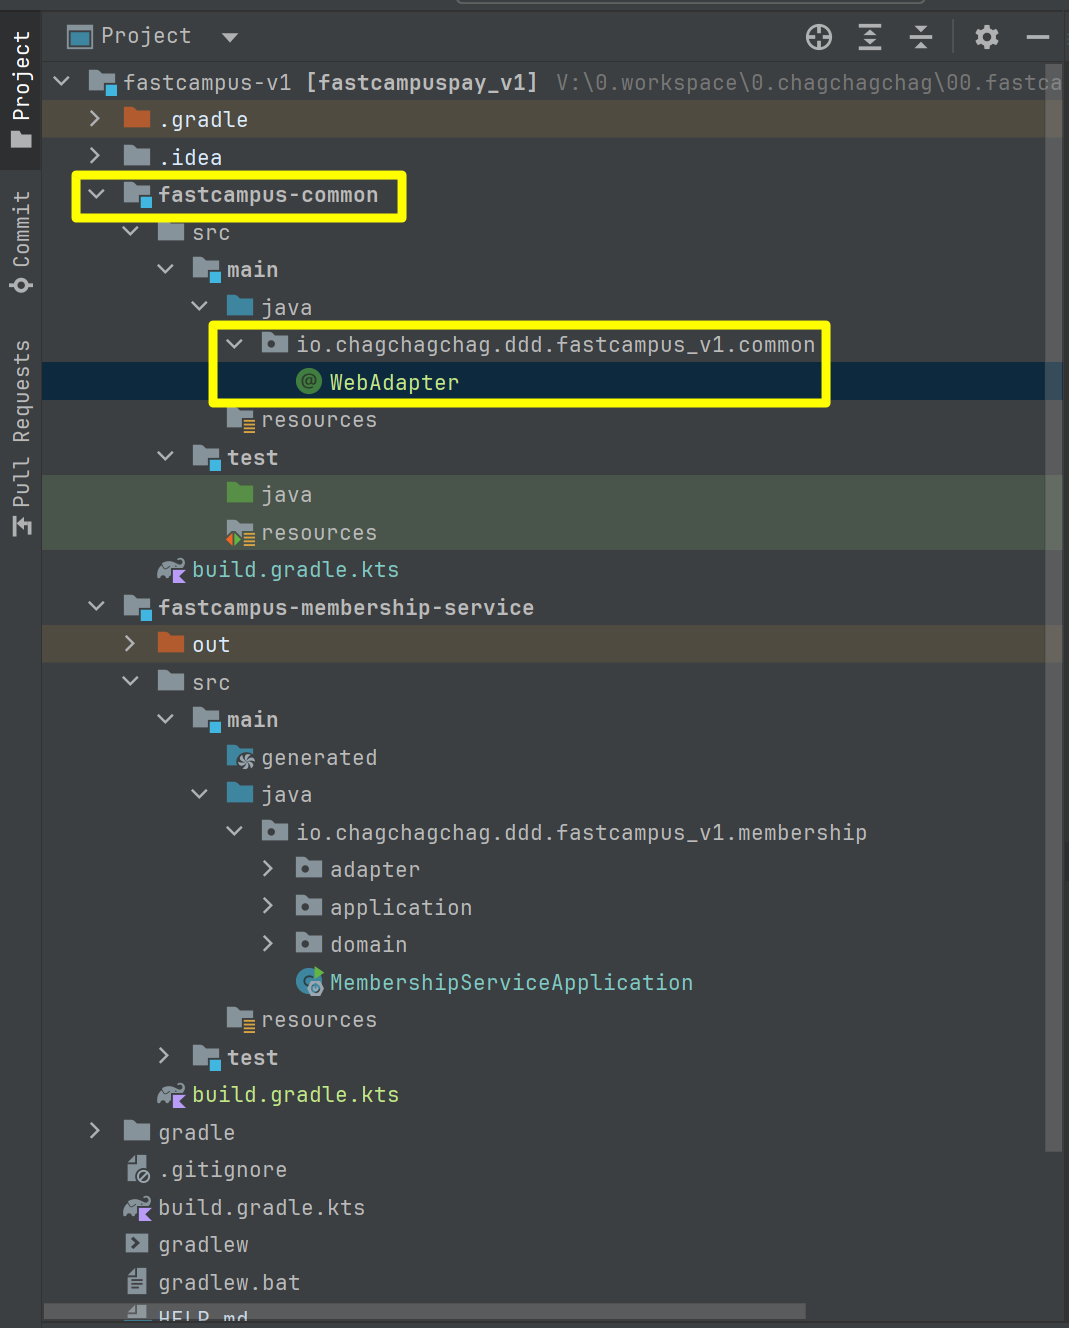 Project
Commit
Pull Requests
Project
fastcampus-v1 [fastcampuspay_v1] V:\0.workspace\0.chagchagchag\00.fastca
.gradle
.idea
fastcampus-common
src
main
java
io.chagchagchag.ddd.fastcampus_v1.common
WebAdapter
resources
test
java
resources
build.gradle.kts
fastcampus-membership-service
out
src
main
generated
java
io.chagchagchag.ddd.fastcampus_v1.membership
adapter
application
domain
MembershipServiceApplication
resources
test
build.gradle.kts
gradle
.gitignore
build.gradle.kts
gradlew
gradlew.bat
HELP.md